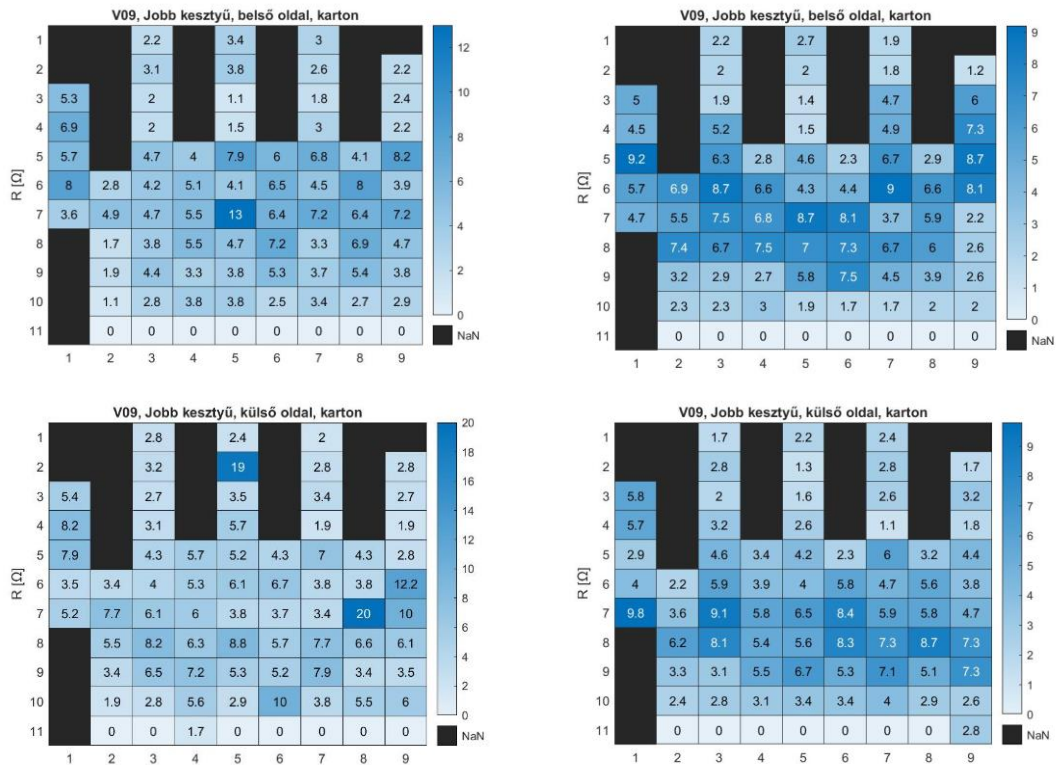 V09, Jobb kesztyű, belső oldal, karton
1 2.2 3.4 3
2 3.1 3.8 2.6 2.2
3 5.3 2 1.1 1.8 2.4
4 6.9 2 1.5 3 2.2
5 5.7 4.7 4 7.9 6 6.8 4.1 8.2
6 8 2.8 4.2 5.1 4.1 6.5 4.5 8 3.9
7 3.6 4.9 4.7 5.5 13 6.4 7.2 6.4 7.2
8 1.7 3.8 5.5 4.7 7.2 3.3 6.9 4.7
9 1.9 4.4 3.3 3.8 5.3 3.7 5.4 3.8
10 1.1 2.8 3.8 3.8 2.5 3.4 2.7 2.9
11 0 0 0 0 0 0 0 0
1 2 3 4 5 6 7 8 9
R [Ω]
12
10
8
6
4
2
0
NaN
V09, Jobb kesztyű, belső oldal, karton
1 2.2 2.7 1.9
2 2 2 1.8 1.2
3 5 1.9 1.4 4.7 6
4 4.5 5.2 1.5 4.9 7.3
5 9.2 6.3 2.8 4.6 2.3 6.7 2.9 8.7
6 5.7 6.9 8.7 6.6 4.3 4.4 9 6.6 8.1
7 4.7 5.5 7.5 6.8 8.7 8.1 3.7 5.9 2.2
8 7.4 6.7 7.5 7 7.3 6.7 6 2.6
9 3.2 2.9 2.7 5.8 7.5 4.5 3.9 2.6
10 2.3 2.3 3 1.9 1.7 1.7 2 2
11 0 0 0 0 0 0 0 0
1 2 3 4 5 6 7 8 9
R [Ω]
9
8
7
6
5
4
3
2
1
0
NaN
V09, Jobb kesztyű, külső oldal, karton
1 2.8 2.4 2
2 3.2 19 2.8 2.8
3 5.4 2.7 3.5 3.4 2.7
4 8.2 3.1 5.7 1.9 1.9
5 7.9 4.3 5.7 5.2 4.3 7 4.3 2.8
6 3.5 3.4 4 5.3 6.1 6.7 3.8 3.8 12.2
7 5.2 7.7 6.1 6 3.8 3.7 3.4 20 10
8 5.5 8.2 6.3 8.8 5.7 7.7 6.6 6.1
9 3.4 6.5 7.2 5.3 5.2 7.9 3.4 3.5
10 1.9 2.8 5.6 2.9 10 3.8 5.5 6
11 0 0 1.7 0 0 0 0 0
1 2 3 4 5 6 7 8 9
R [Ω]
20
18
16
14
12
10
8
6
4
2
0
NaN
V09, Jobb kesztyű, külső oldal, karton
1 1.7 2.2 2.4
2 2.8 1.3 2.8 1.7
3 5.8 2 1.6 2.6 3.2
4 5.7 3.2 2.6 1.1 1.8
5 2.9 4.6 3.4 4.2 2.3 6 3.2 4.4
6 4 2.2 5.9 3.9 4 5.8 4.7 5.6 3.8
7 9.8 3.6 9.1 5.8 6.5 8.4 5.9 5.8 4.7
8 6.2 8.1 5.4 5.6 8.3 7.3 8.7 7.3
9 3.3 3.1 5.5 6.7 5.3 7.1 5.1 7.3
10 2.4 2.8 3.1 3.4 3.4 4 2.9 2.6
11 0 0 0 0 0 0 0 2.8
1 2 3 4 5 6 7 8 9
R [Ω]
9
8
7
6
5
4
3
2
1
0
NaN